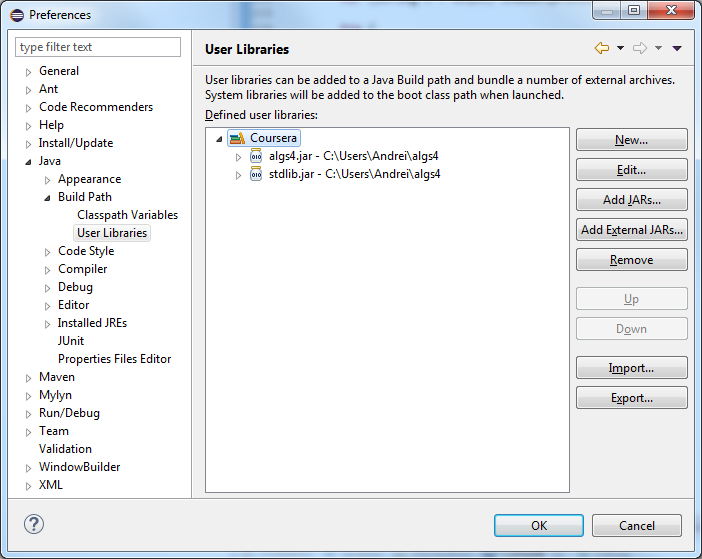 Preferences
type filter text
General
Ant
Code Recommenders
Help
Install/Update
Java
Appearance
Build Path
Classpath Variables
User Libraries
Code Style
Compiler
Debug
Editor
Installed JREs
JUnit
Properties Files Editor
Maven
Mylyn
Run/Debug
Team
Validation
WindowBuilder
XML
User Libraries
User libraries can be added to a Java Build path and bundle a number of external archives.
System libraries will be added to the boot class path when launched.
Defined user libraries:
Coursera
algs4.jar - C:\Users\Andrei\algs4
stdlib.jar - C:\Users\Andrei\algs4
New...
Edit...
Add JARs...
Add External JARs...
Remove
Up
Down
Import...
Export...
?
OK
Cancel